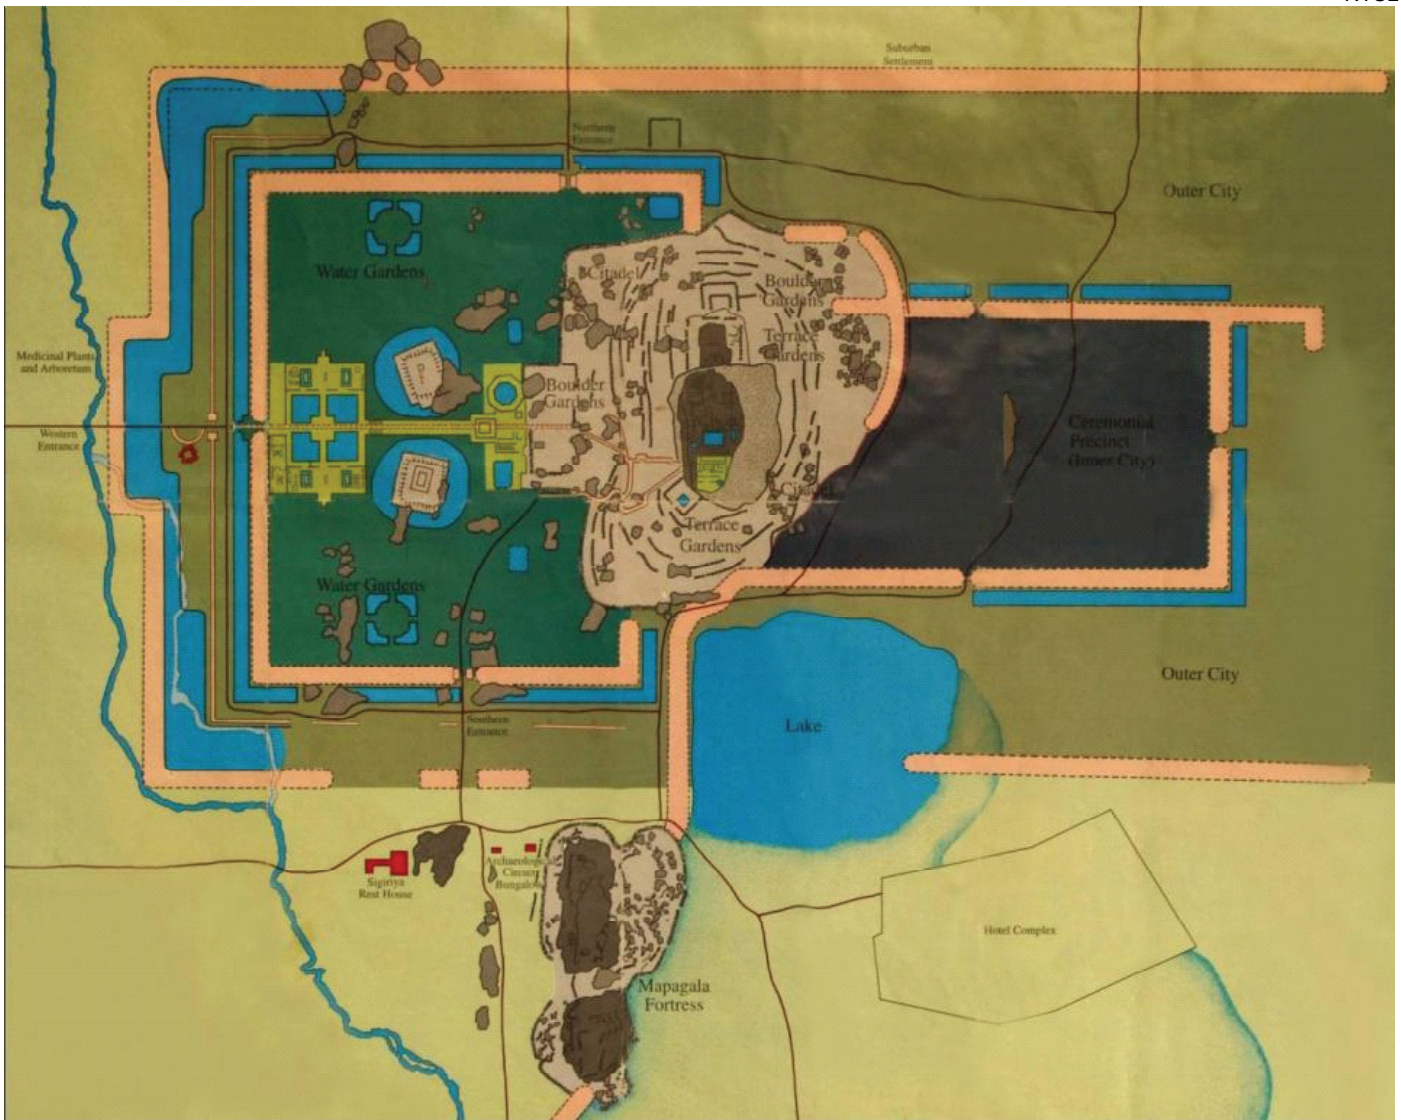 Suburban
Settlement
Northern
Entrance
Outer City
Water Gardens
Citadel
Boulder
Gardens
Terrace
Gardens
Medicinal Plants
and Arboretum
Boulder
Gardens
Western
Entrance
Ceremonial
Precinct
(Inner City)
Citadel
Terrace
Gardens
Water Gardens
Outer City
Southern
Entrance
Lake
Sigiriya
Rest House
Circuit
Bungalow
Hotel Complex
Mapagala
Fortress